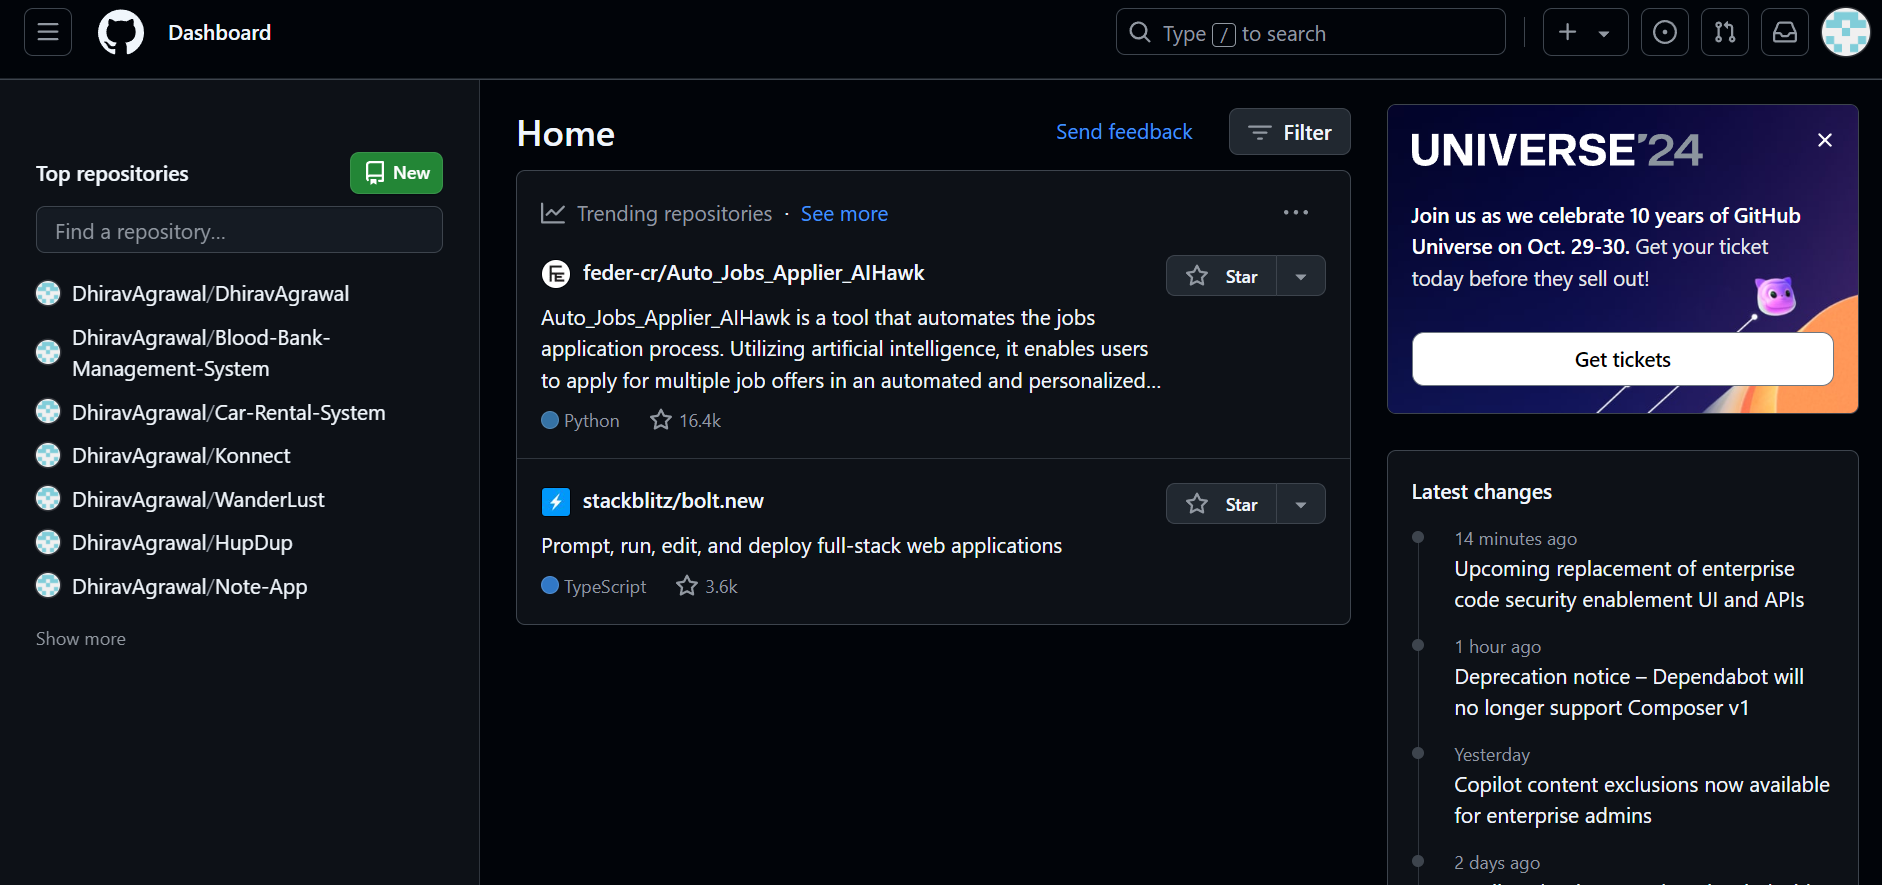 Dashboard
Type / to search
Top repositories
New
Find a repository...
DhiravAgrawal/DhiravAgrawal
DhiravAgrawal/Blood-Bank-
Management-System
DhiravAgrawal/Car-Rental-System
DhiravAgrawal/Konnect
DhiravAgrawal/WanderLust
DhiravAgrawal/HupDup
DhiravAgrawal/Note-App
Show more
Home
Send feedback
Filter
Trending repositories · See more
feder-cr/Auto_Jobs_Applier_AIHawk
Star
Auto_Jobs_Applier_AIHawk is a tool that automates the jobs
application process. Utilizing artificial intelligence, it enables users
to apply for multiple job offers in an automated and personalized...
Python 16.4k
stackblitz/bolt.new
Star
Prompt, run, edit, and deploy full-stack web applications
TypeScript 3.6k
UNIVERSE'24
Join us as we celebrate 10 years of GitHub
Universe on Oct. 29-30. Get your ticket
today before they sell out!
Get tickets
Latest changes
14 minutes ago
Upcoming replacement of enterprise
code security enablement UI and APIs
1 hour ago
Deprecation notice – Dependabot will
no longer support Composer v1
Yesterday
Copilot content exclusions now available
for enterprise admins
2 days ago